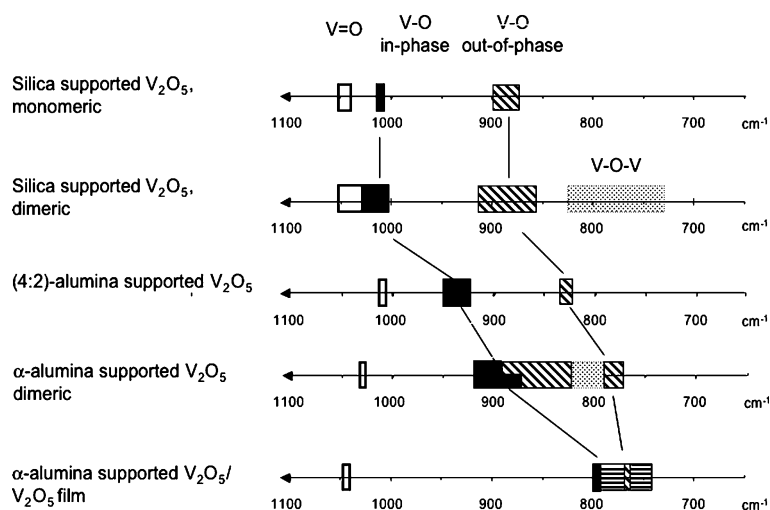 V=O V-O V-O
in-phase out-of-phase
Silica supported V₂O₅,
monomeric
1100 1000 900 800 700 cm⁻¹
V-O-V
Silica supported V₂O₅,
dimeric
1100 1000 900 800 700 cm⁻¹
(4:2)-alumina supported V₂O₅
1100 1000 900 800 700 cm⁻¹
α-alumina supported V₂O₅
dimeric
1100 1000 900 800 700 cm⁻¹
α-alumina supported V₂O₅/
V₂O₅ film
1100 1000 900 800 700 cm⁻¹